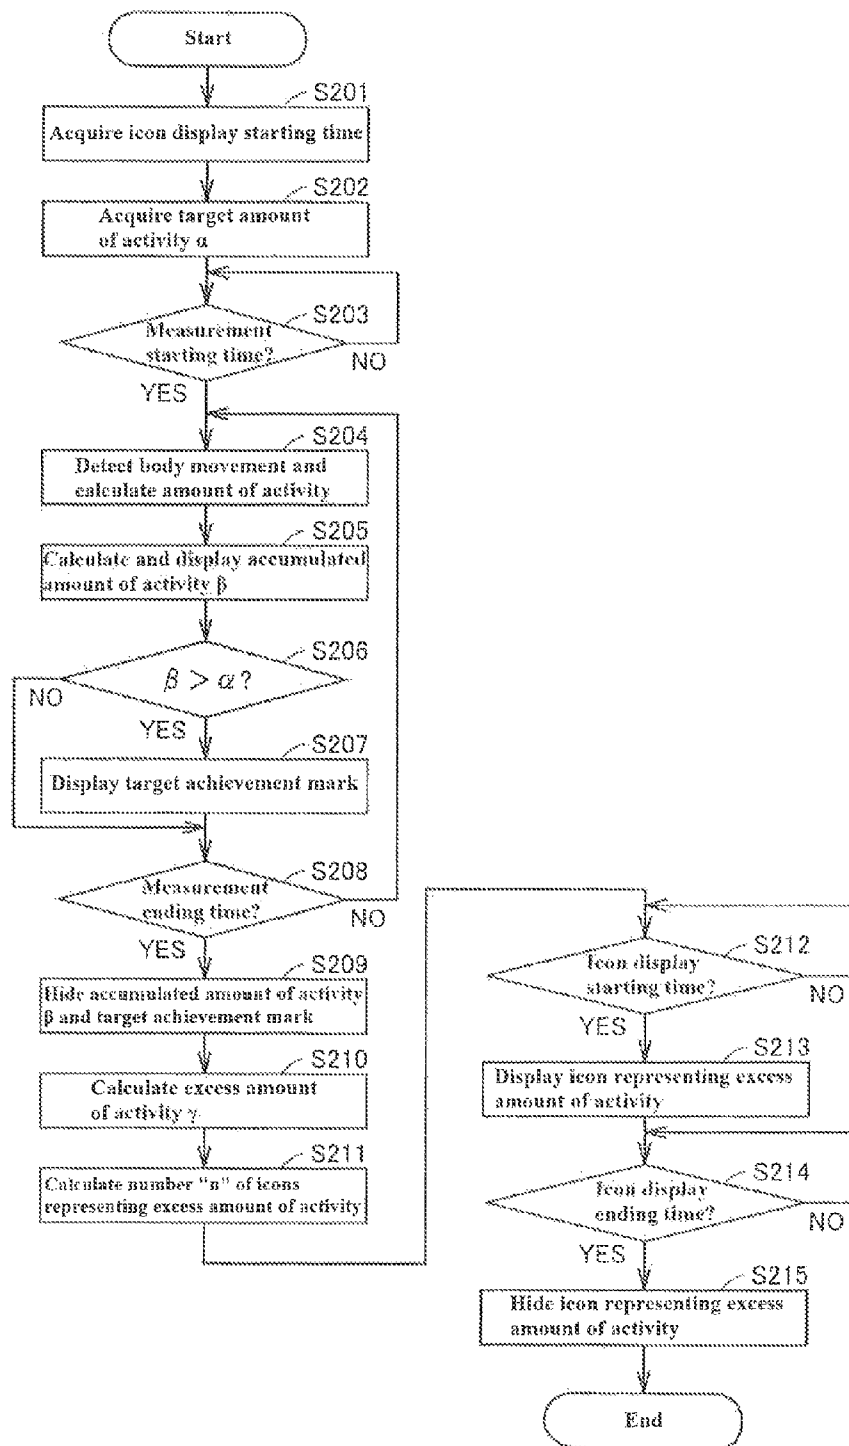 Start
S201
Acquire icon display starting time
S202
Acquire target amount
of activity α
S203
Measurement
starting time?
NO
YES
S204
Detect body movement and
calculate amount of activity
S205
Calculate and display accumulated
amount of activity β
S206
β > α?
NO
YES
S207
Display target achievement mark
S208
Measurement
ending time?
NO
YES
S209
Hide accumulated amount of activity
β and target achievement mark
S210
Calculate excess amount
of activity γ
S211
Calculate number "n" of icons
representing excess amount of activity
S212
Icon display
starting time?
NO
YES
S213
Display icon representing excess
amount of activity
S214
Icon display
ending time?
NO
YES
S215
Hide icon representing excess
amount of activity
End